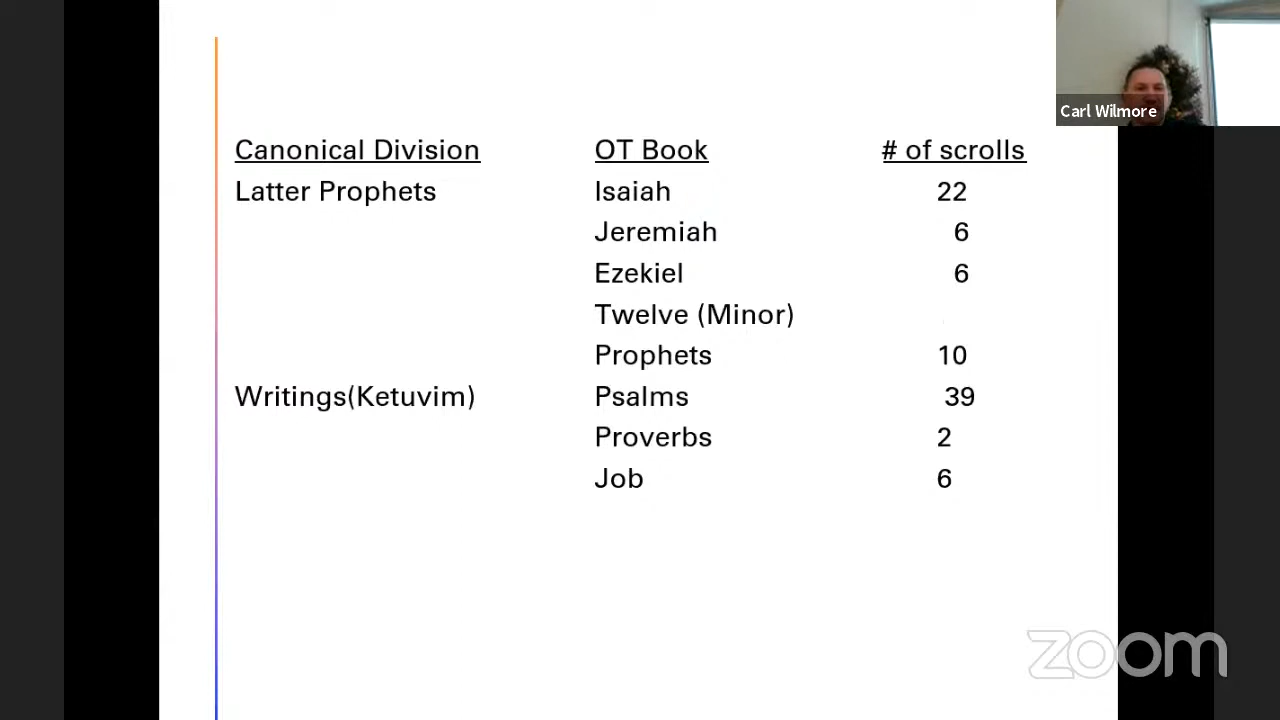 Carl Wilmore
Canonical Division OT Book # of scrolls
Latter Prophets Isaiah 22
Jeremiah 6
Ezekiel 6
Twelve (Minor)
Prophets 10
Writings(Ketuvim) Psalms 39
Proverbs 2
Job 6
zoom